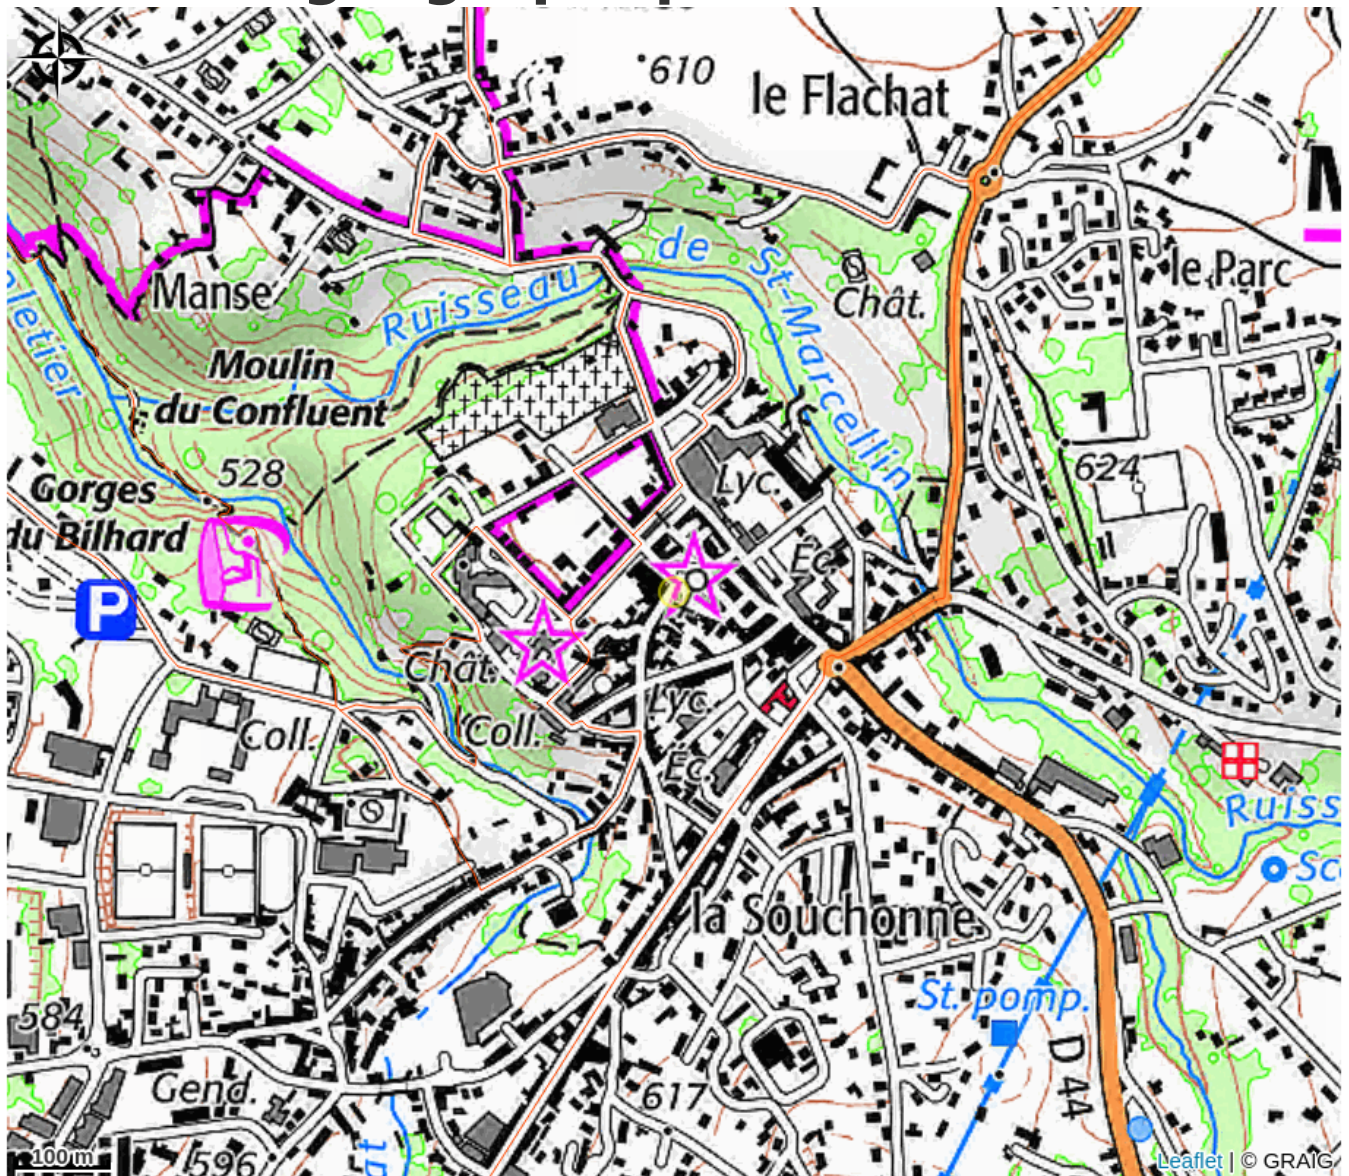 610
le Flachat
de
St-Marcellin
le Parc
Chât.
Manse
Ruisseau
Moulin
du Confluent
Lyc.
624
528
Gorges
du Bilhard
Éc.
P
Chât.
Lyc.
Coll.
Coll.
Éc.
Ruiss
la Souchonne
St. pomp.
584
D 44
Gend.
617
596
100 m
Leaflet | © GRAIG